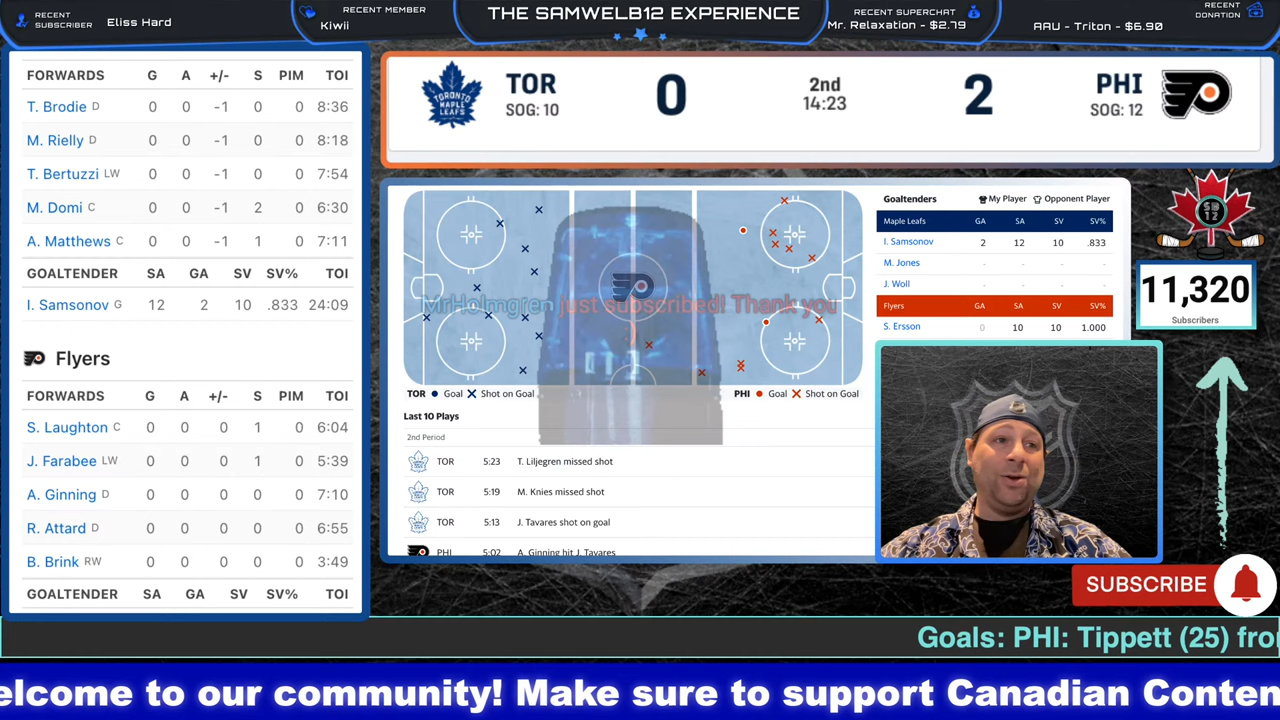 RECENT SUBSCRIBER Eliss Hard
RECENT MEMBER
Kiwii
THE SAMWELB12 EXPERIENCE
RECENT SUPERCHAT
Mr. Relaxation - $2.79
RECENT DONATION
AAU - Triton - $6.90
FORWARDS G A +/- S PIM TOI
T. Brodie D 0 0 -1 0 0 8:36
M. Rielly D 0 0 -1 0 0 8:18
T. Bertuzzi LW 0 0 -1 0 0 7:54
M. Domi C 0 0 -1 2 0 6:30
A. Matthews C 0 0 -1 1 0 7:11
GOALTENDER SA GA SV SV% TOI
I. Samsonov G 12 2 10 .833 24:09
Flyers
FORWARDS G A +/- S PIM TOI
S. Laughton C 0 0 0 1 0 6:04
J. Farabee LW 0 0 0 1 0 5:39
A. Ginning D 0 0 0 0 0 7:10
R. Attard D 0 0 0 0 0 6:55
B. Brink RW 0 0 0 0 0 3:49
GOALTENDER SA GA SV SV% TOI
TORONTO MAPLE LEAFS
TOR 0 2nd 2 PHI
SOG: 10 14:23 SOG: 12
MrHolmgren just subscribed! Thank you
TOR Goal Shot on Goal PHI Goal Shot on Goal
Last 10 Plays
2nd Period
TOR 5:23 T. Liljegren missed shot
TOR 5:19 M. Knies missed shot
TOR 5:13 J. Tavares shot on goal
PHI 5:02 A. Ginning hit J. Tavares
Goaltenders My Player Opponent Player
Maple Leafs GA SA SV SV%
I. Samsonov 2 12 10 .833
M. Jones - - - -
J. Woll - - - -
Flyers GA SA SV SV%
S. Ersson 0 10 10 1.000
SB
12
11,320
Subscribers
NHL
SUBSCRIBE
Goals: PHI: Tippett (25) fro
elcome to our community! Make sure to support Canadian Conten